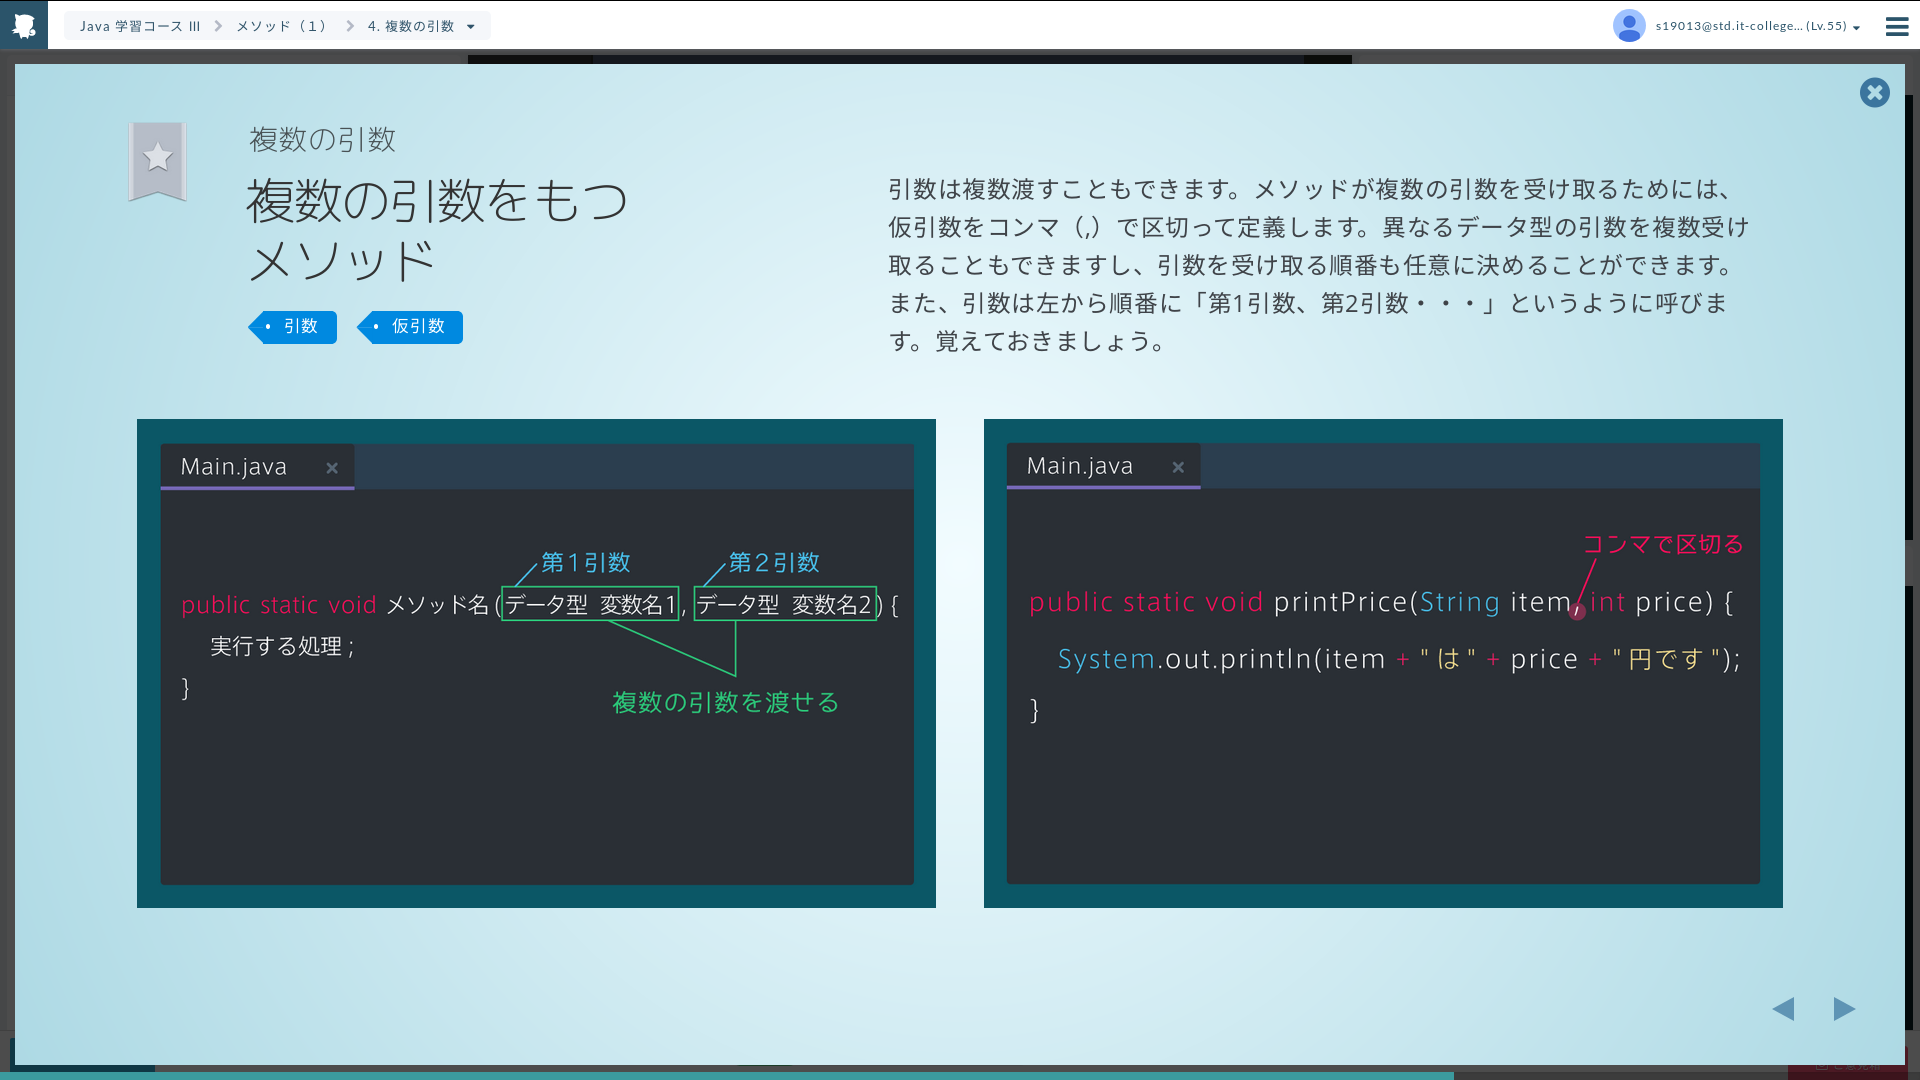 Java 学習コース III
メソッド（１）
4. 複数の引数
s19013@std.it-college... (Lv.55)
複数の引数
複数の引数をもつ
メソッド
引数
仮引数
引数は複数渡すこともできます。メソッドが複数の引数を受け取るためには、
仮引数をコンマ（,）で区切って定義します。異なるデータ型の引数を複数受け
取ることもできますし、引数を受け取る順番も任意に決めることができます。
また、引数は左から順番に「第1引数、第2引数・・・」というように呼びま
す。覚えておきましょう。
Main.java
第１引数
第２引数
public static void メソッド名 (データ型 変数名1, データ型 変数名2) {
実行する処理 ;
}
複数の引数を渡せる
Main.java
コンマで区切る
public static void printPrice(String item, int price) {
System.out.println(item + " は " + price + " 円です ");
}